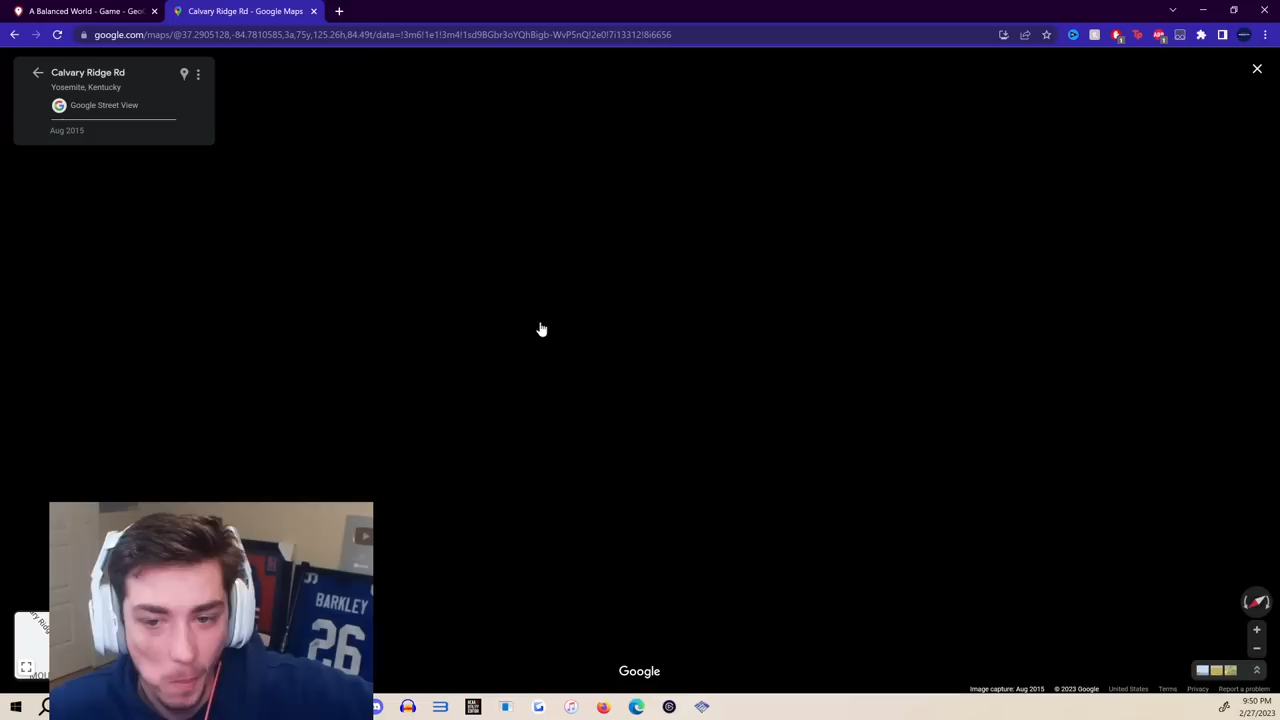 A Balanced World - Game - Geo
Calvary Ridge Rd - Google Maps
google.com/maps/@37.2905128,-84.7810585,3a,75y,125.26h,84.49t/data=!3m6!1e1!3m4!1sd9BGbr3oYQhBigb-WvP5nQ!2e0!7i13312!8i6656
Calvary Ridge Rd
Yosemite, Kentucky
Google Street View
Aug 2015
BARKLEY
26
Google
Image capture: Aug 2015 © 2023 Google United States Terms Privacy Report a problem
9:50 PM
2/27/2023